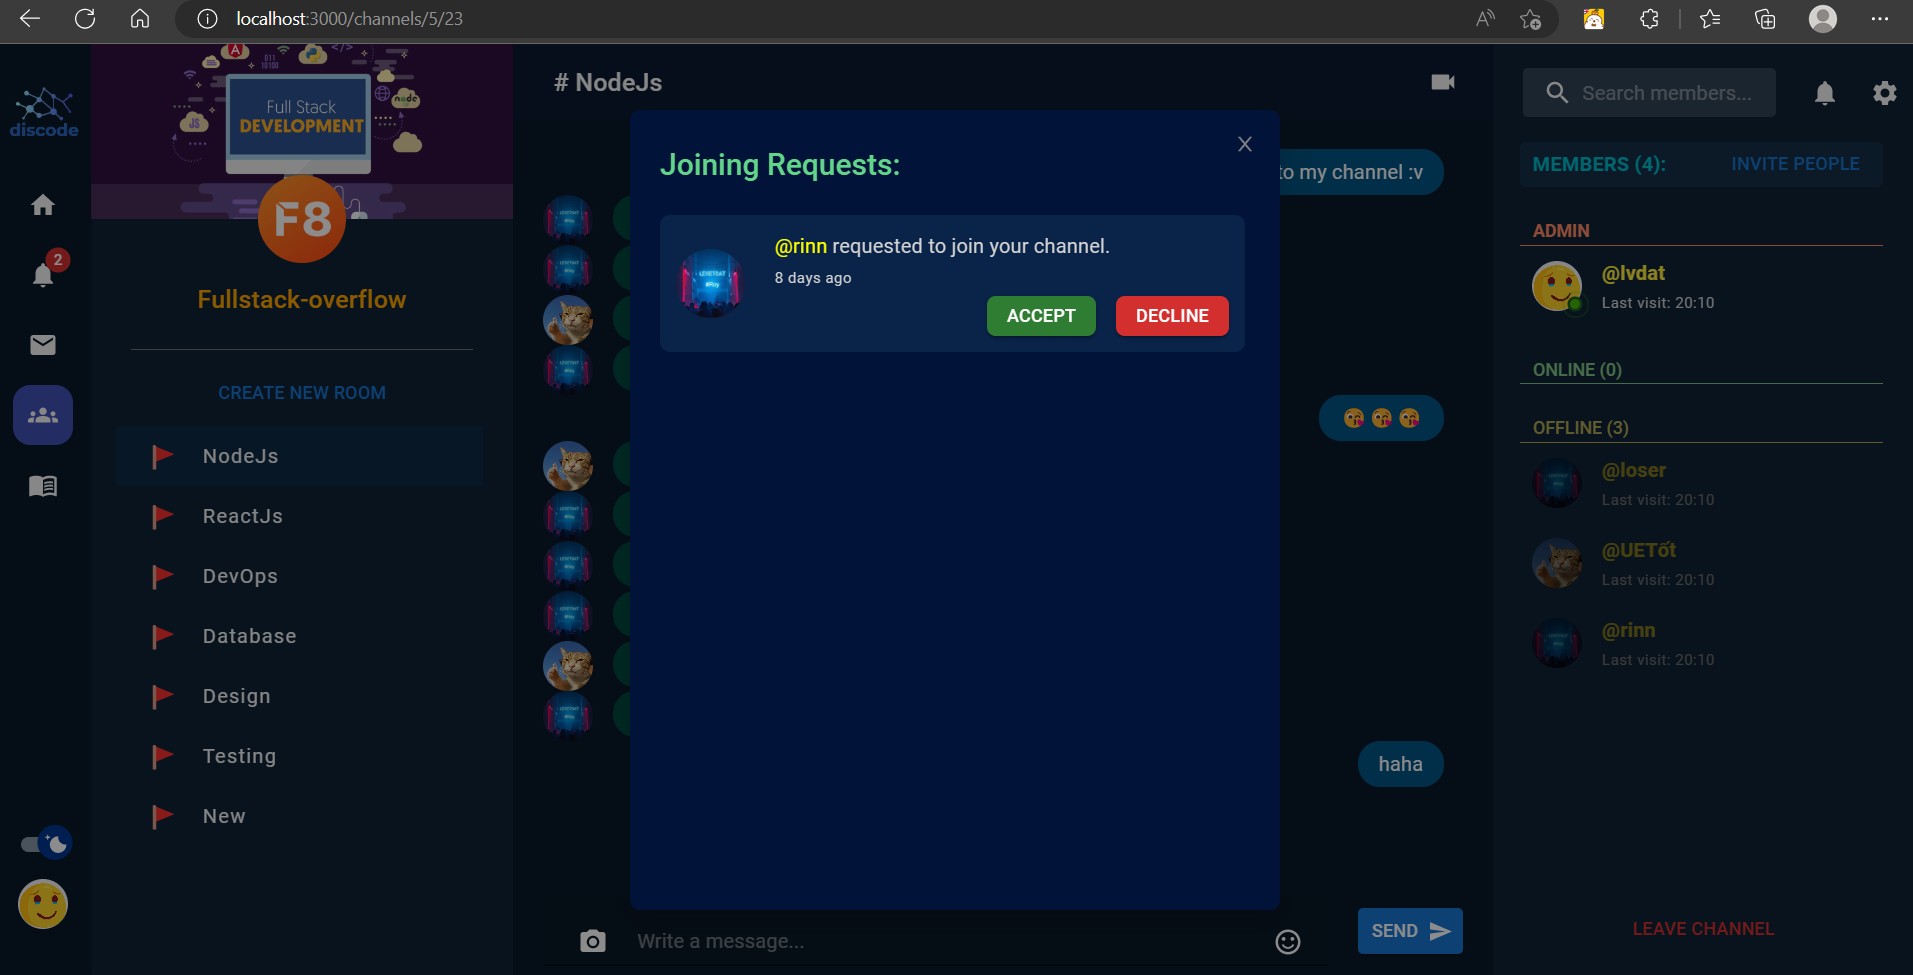 localhost:3000/channels/5/23
discode
2
Full Stack
DEVELOPMENT
JS
node
A
011
10100
</>
F8
Fullstack-overflow
CREATE NEW ROOM
NodeJs
ReactJs
DevOps
Database
Design
Testing
New
# NodeJs
to my channel :v
Joining Requests:
X
@rinn requested to join your channel.
8 days ago
ACCEPT
DECLINE
haha
Write a message...
SEND
Search members...
MEMBERS (4):
INVITE PEOPLE
ADMIN
@lvdat
Last visit: 20:10
ONLINE (0)
OFFLINE (3)
@loser
Last visit: 20:10
@UETốt
Last visit: 20:10
@rinn
Last visit: 20:10
LEAVE CHANNEL